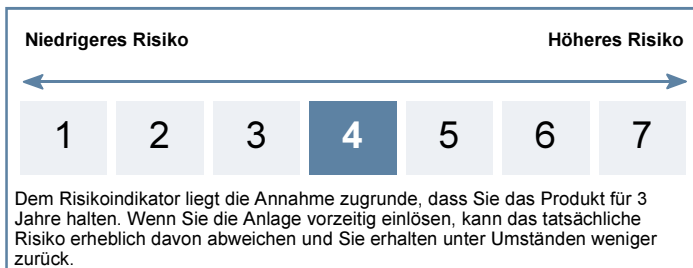 Niedrigeres Risiko Höheres Risiko
1 2 3 4 5 6 7
Dem Risikoindikator liegt die Annahme zugrunde, dass Sie das Produkt für 3
Jahre halten. Wenn Sie die Anlage vorzeitig einlösen, kann das tatsächliche
Risiko erheblich davon abweichen und Sie erhalten unter Umständen weniger
zurück.